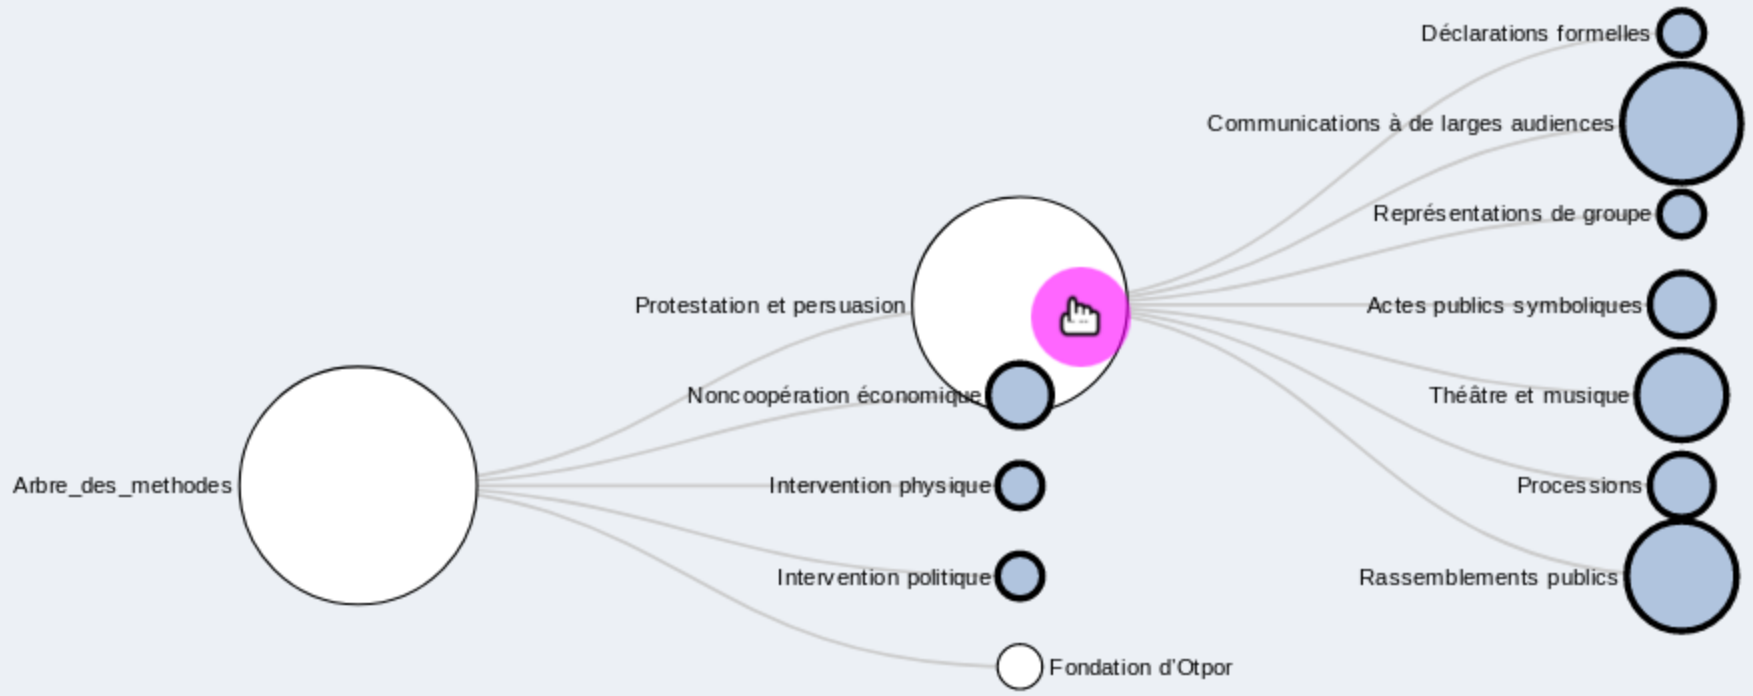 Déclarations formelles
Communications à de larges audiences
Représentations de groupe
Protestation et persuasion
Actes publics symboliques
Noncoopération économique
Théâtre et musique
Arbre_des_methodes
Intervention physique
Processions
Intervention politique
Rassemblements publics
Fondation d'Otpor